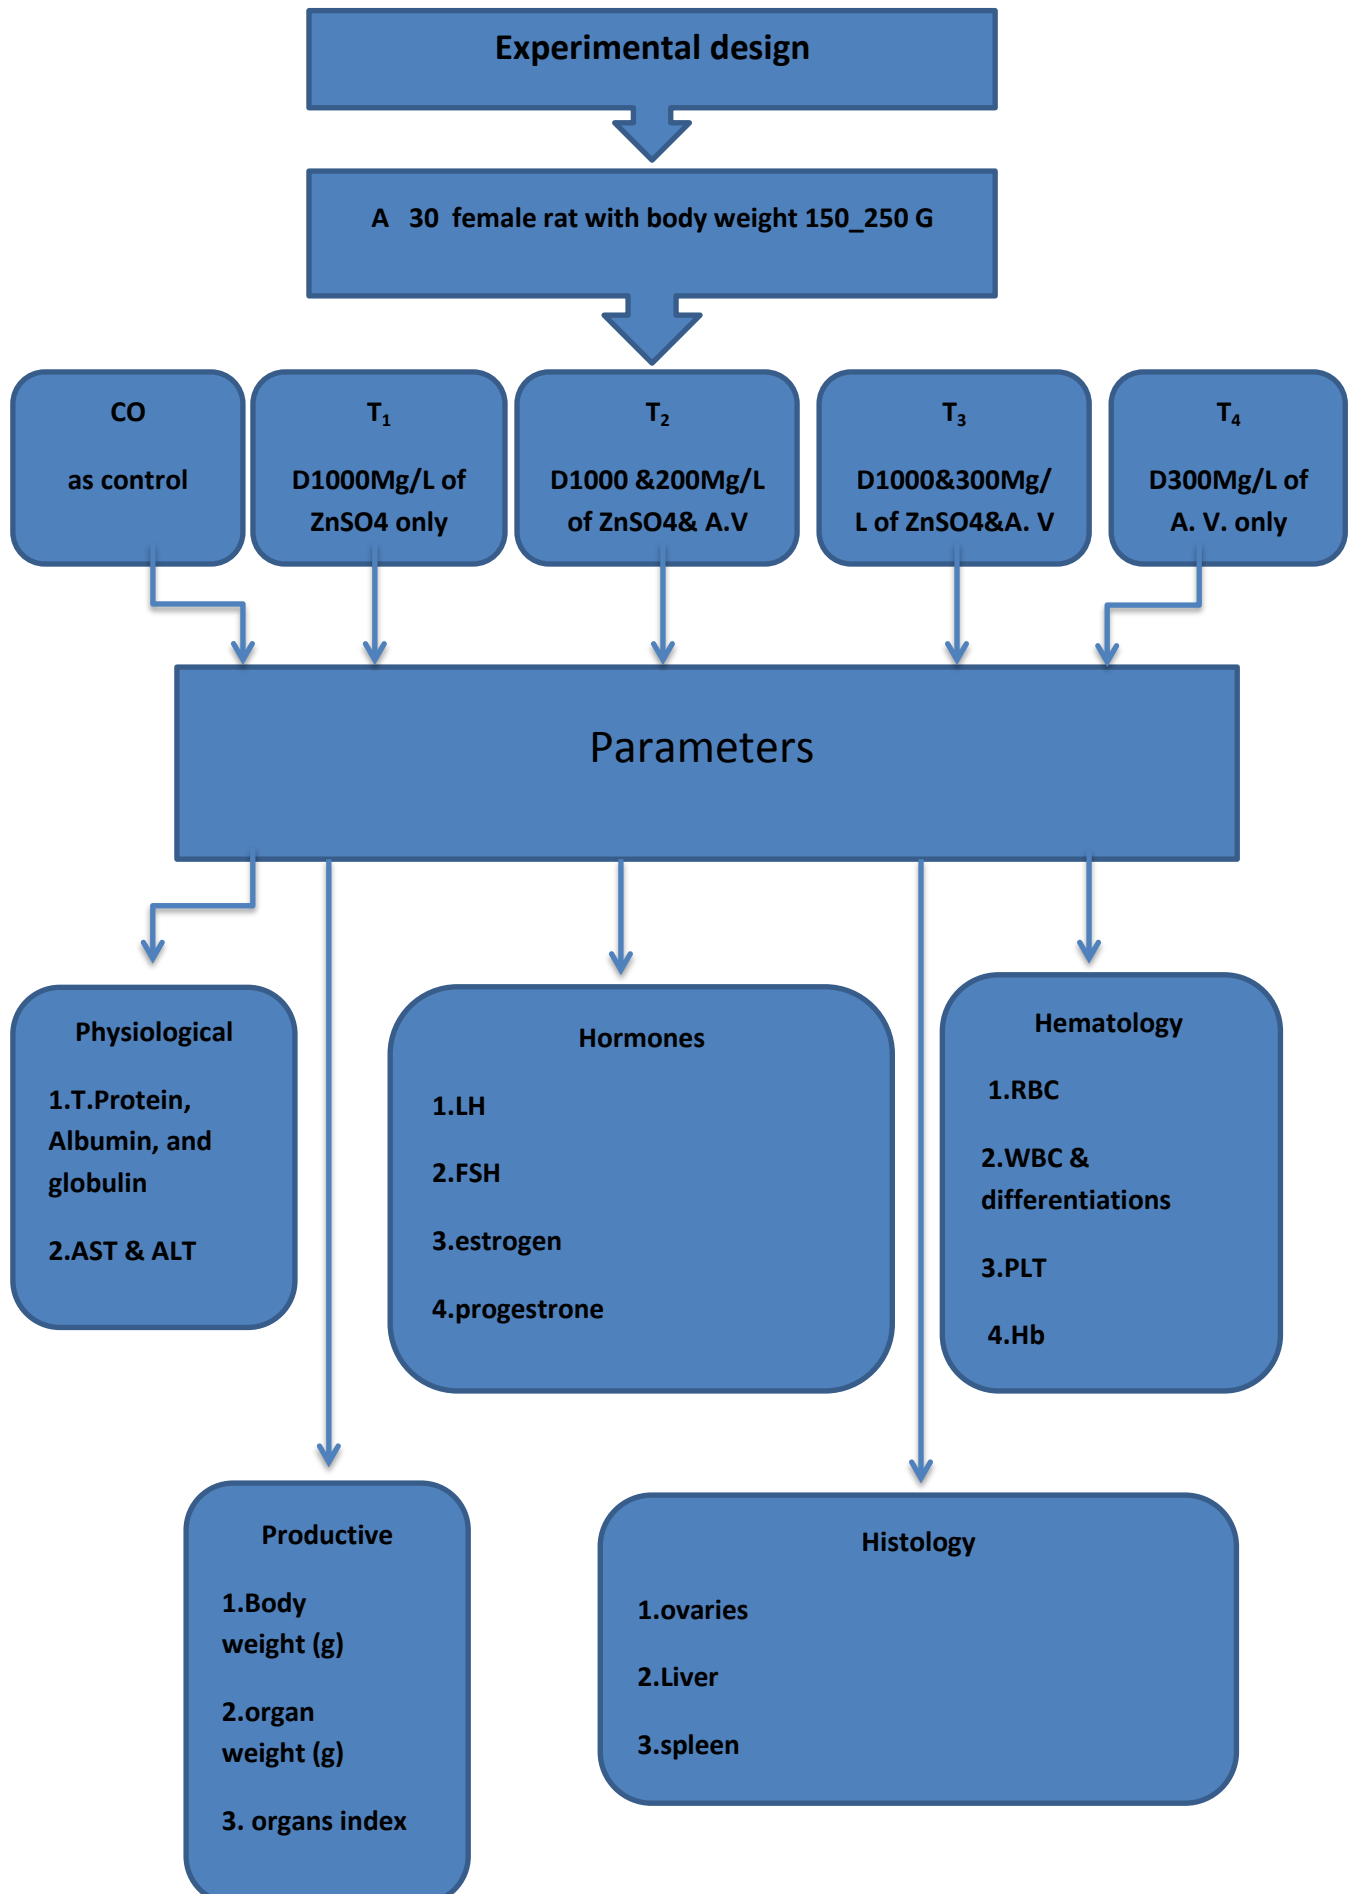 Experimental design
A 30 female rat with body weight 150_250 G
CO
as control
T₁
D1000Mg/L of
ZnSO4 only
T₂
D1000 &200Mg/L
of ZnSO4& A.V
T₃
D1000&300Mg/
L of ZnSO4&A. V
T₄
D300Mg/L of
A. V. only
Parameters
Physiological
1.T.Protein,
Albumin, and
globulin
2.AST & ALT
Hormones
1.LH
2.FSH
3.estrogen
4.progestrone
Hematology
1.RBC
2.WBC &
differentiations
3.PLT
4.Hb
Productive
1.Body
weight (g)
2.organ
weight (g)
3. organs index
Histology
1.ovaries
2.Liver
3.spleen